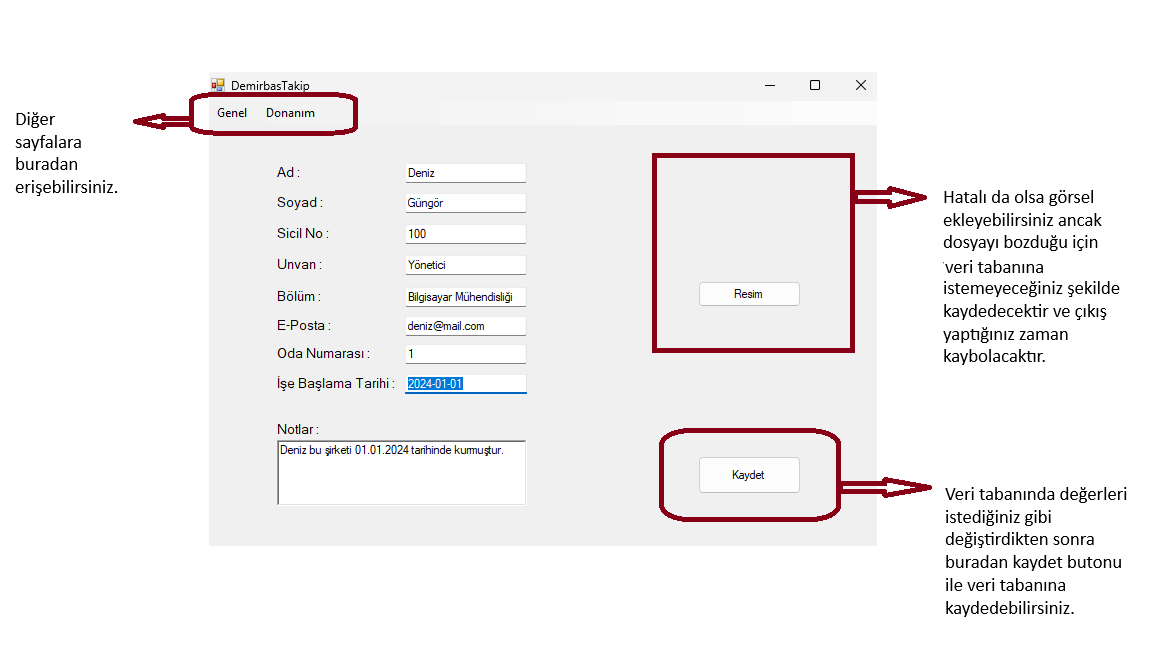 DemirbasTakip
Genel Donanım
Diğer
sayfalara
buradan
erişebilirsiniz.
Ad : Deniz
Soyad : Güngör
Sicil No : 100
Unvan : Yönetici
Bölüm : Bilgisayar Mühendisliği
E-Posta : deniz@mail.com
Oda Numarası : 1
İşe Başlama Tarihi : 2024-01-01
Notlar :
Deniz bu şirketi 01.01.2024 tarihinde kurmuştur.
Resim
Hatalı da olsa görsel
ekleyebilirsiniz ancak
dosyayı bozduğu için
veri tabanına
istemeyeceğiniz şekilde
kaydedecektir ve çıkış
yaptığınız zaman
kaybolacaktır.
Kaydet
Veri tabanında değerleri
istediğiniz gibi
değiştirdikten sonra
buradan kaydet butonu
ile veri tabanına
kaydedebilirsiniz.